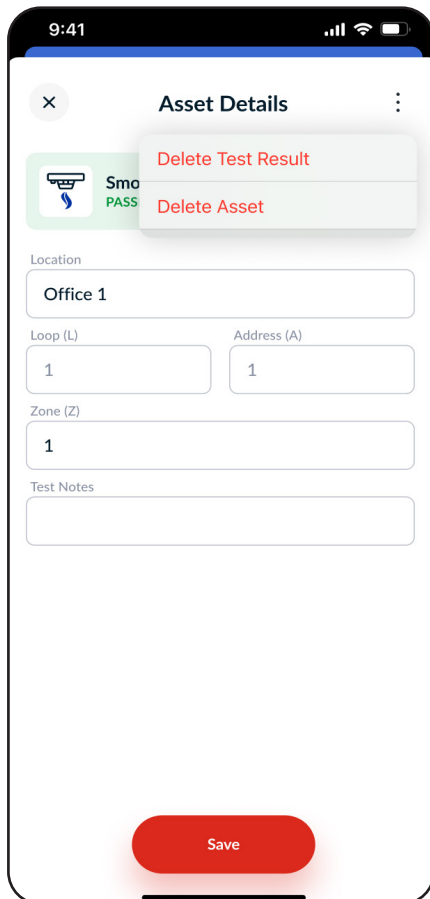 9:41
Asset Details
Delete Test Result
Smo
PASS
Delete Asset
Location
Office 1
Loop (L)
Address (A)
1
1
Zone (Z)
1
Test Notes
Save